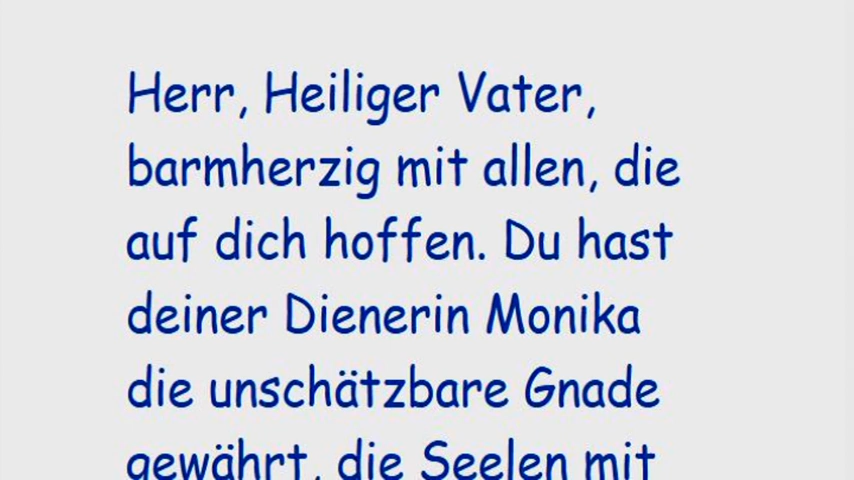 Herr, Heiliger Vater,
barmherzig mit allen, die
auf dich hoffen. Du hast
deiner Dienerin Monika
die unschätzbare Gnade
gewährt, die Seelen mit